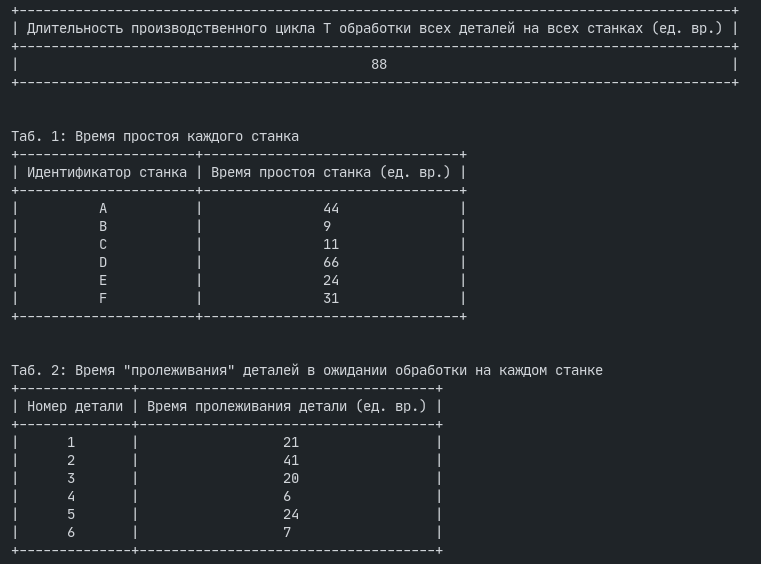 +-----------------------------------------------------------------------------------------+
| Длительность производственного цикла T обработки всех деталей на всех станках (ед. вр.) |
+-----------------------------------------------------------------------------------------+
|                                            88                                           |
+-----------------------------------------------------------------------------------------+
Таб. 1: Время простоя каждого станка
+----------------------+--------------------------------+
| Идентификатор станка | Время простоя станка (ед. вр.) |
+----------------------+--------------------------------+
|          A           |               44               |
|          B           |               9                |
|          C           |               11               |
|          D           |               66               |
|          E           |               24               |
|          F           |               31               |
+----------------------+--------------------------------+
Таб. 2: Время "пролеживания" деталей в ожидании обработки на каждом станке
+--------------+-------------------------------------+
| Номер детали | Время пролеживания детали (ед. вр.) |
+--------------+-------------------------------------+
|      1       |                  21                 |
|      2       |                  41                 |
|      3       |                  20                 |
|      4       |                  6                  |
|      5       |                  24                 |
|      6       |                  7                  |
+--------------+-------------------------------------+